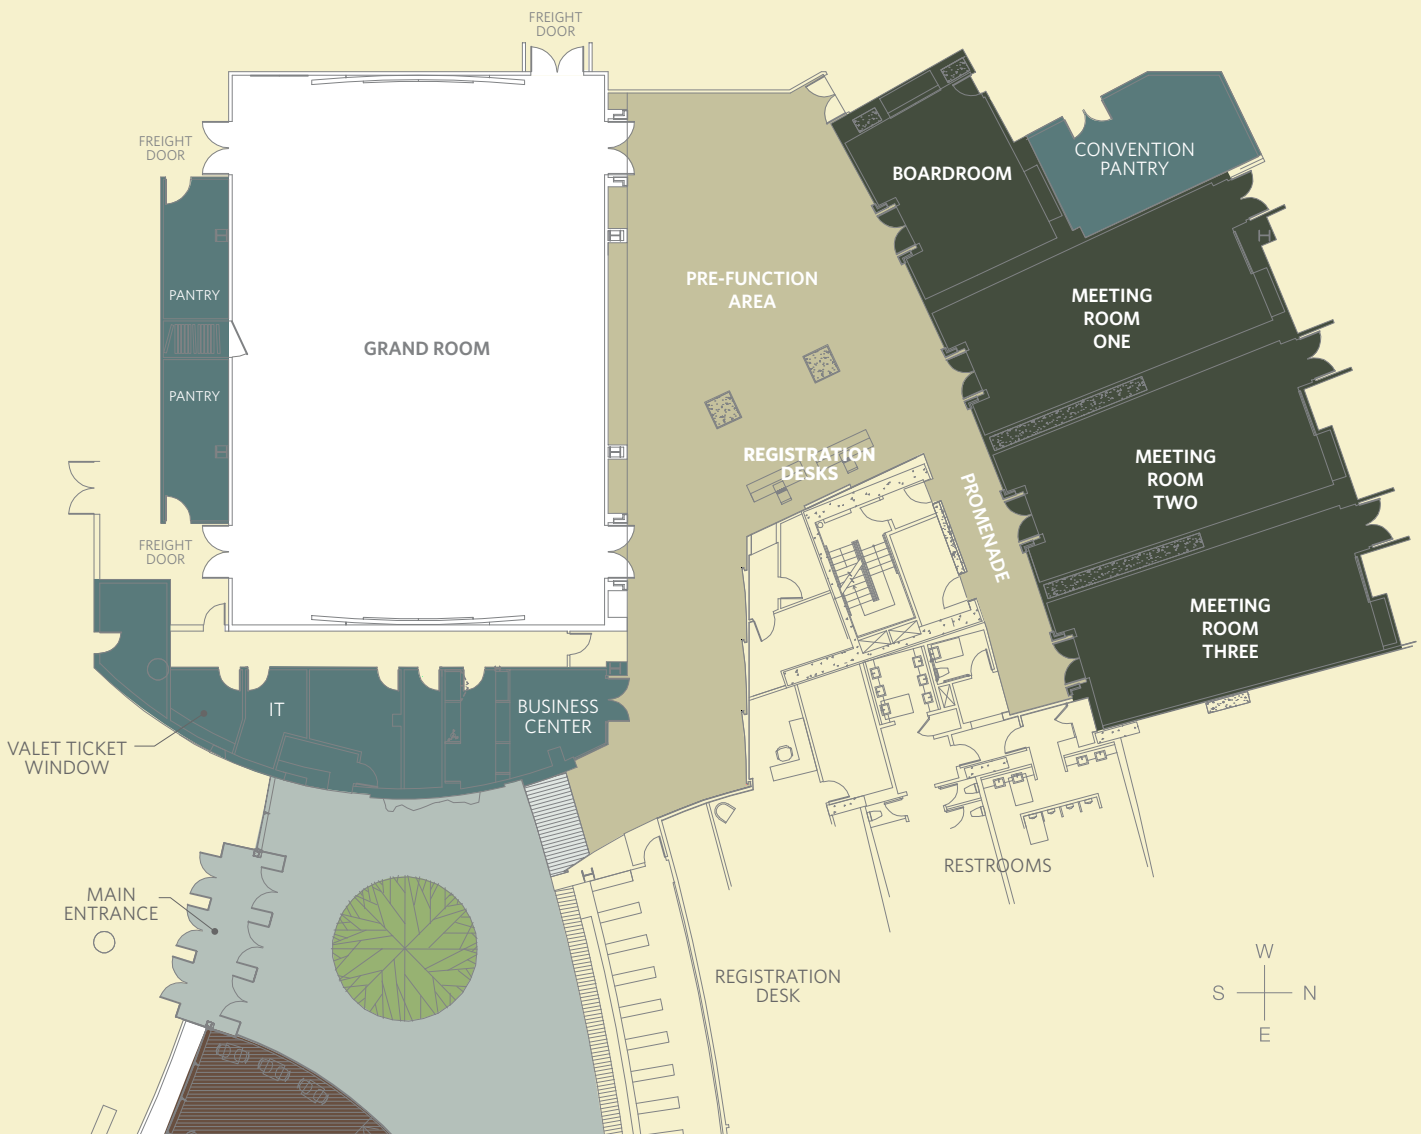 FREIGHT
DOOR
FREIGHT
DOOR
BOARDROOM
CONVENTION
PANTRY
PRE-FUNCTION
AREA
PANTRY
MEETING
ROOM
ONE
GRAND ROOM
PANTRY
REGISTRATION
DESKS
MEETING
ROOM
TWO
PROMENADE
FREIGHT
DOOR
MEETING
ROOM
THREE
IT
BUSINESS
CENTER
VALET TICKET
WINDOW
RESTROOMS
MAIN
ENTRANCE
REGISTRATION
DESK
W
S N
E